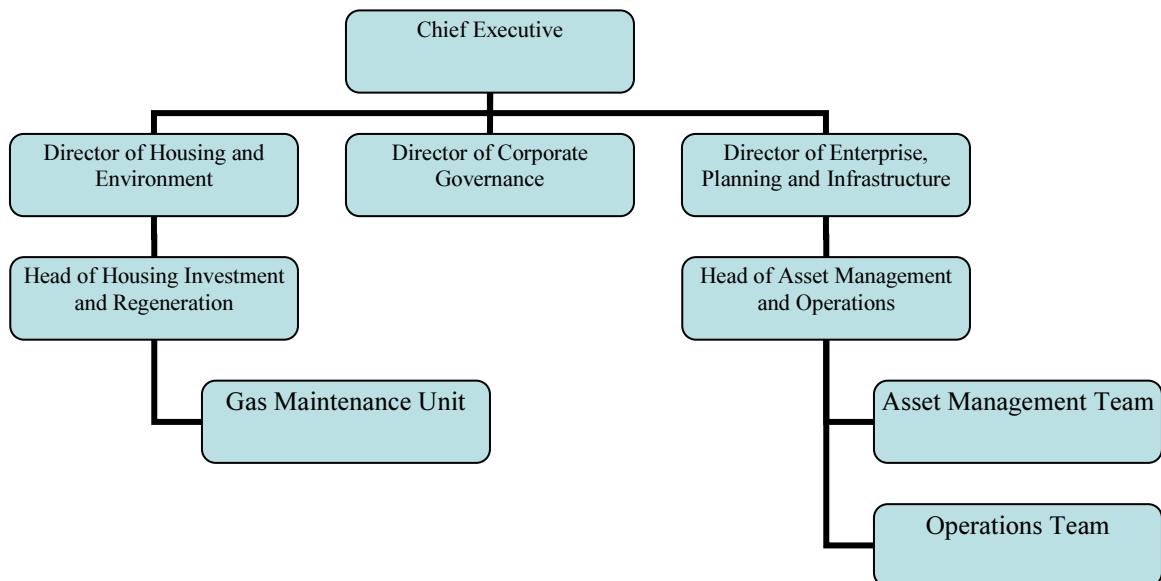 Chief Executive
Director of Housing and
Environment
Director of Corporate
Governance
Director of Enterprise,
Planning and Infrastructure
Head of Housing Investment
and Regeneration
Head of Asset Management
and Operations
Gas Maintenance Unit
Asset Management Team
Operations Team